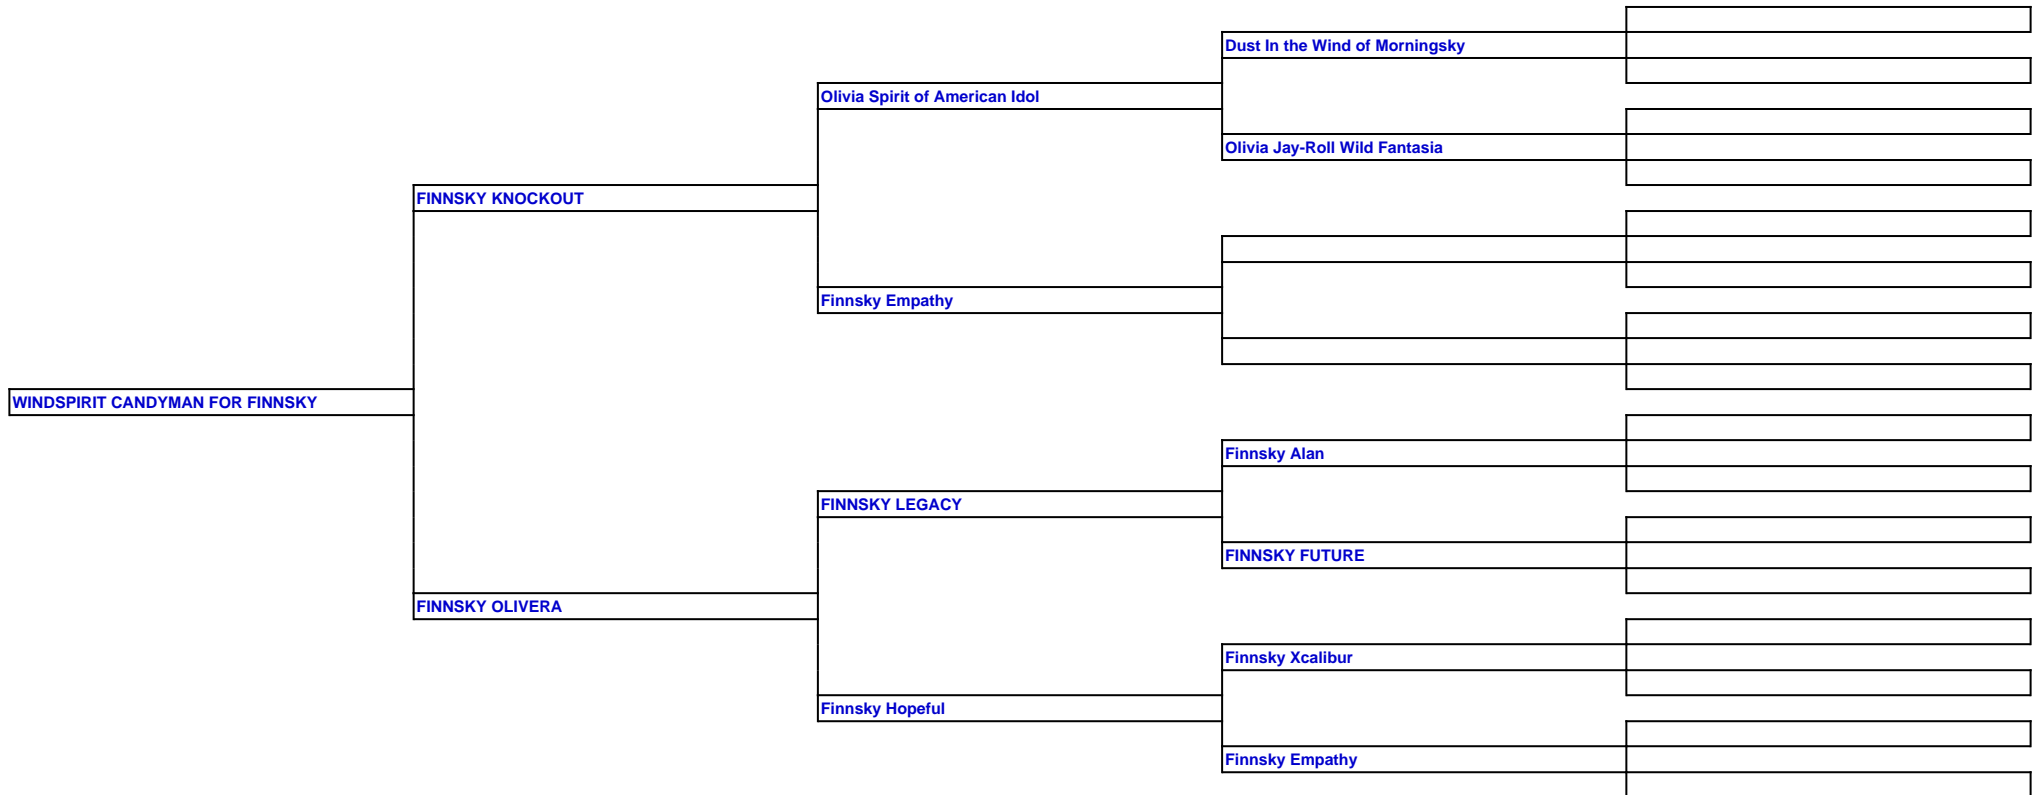 Dust In the Wind of Morningsky
Olivia Spirit of American Idol
Olivia Jay-Roll Wild Fantasia
FINNSKY KNOCKOUT
Finnsky Empathy
WINDSPIRIT CANDYMAN FOR FINNSKY
Finnsky Alan
FINNSKY LEGACY
FINNSKY FUTURE
FINNSKY OLIVERA
Finnsky Xcalibur
Finnsky Hopeful
Finnsky Empathy